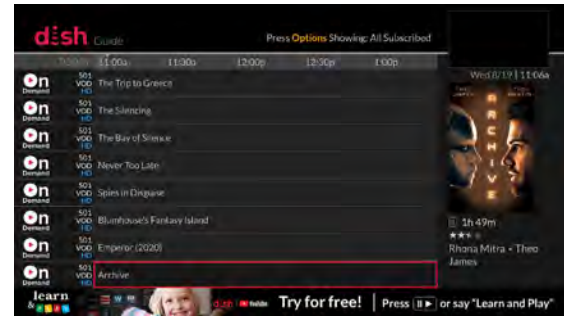 dish Guide
Press Options Showing: All Subscribed
11:00a 11:30a 12:00p 12:30p 1:00p
Wed 8/19 | 11:06a
On Demand 501 VOD HD The Trip to Greece
On Demand 501 VOD HD The Silencing
On Demand 501 VOD HD The Bay of Silence
On Demand 501 VOD HD Never Too Late
On Demand 501 VOD HD Spies in Disguise
On Demand 501 VOD HD Blumhouse's Fantasy Island
On Demand 501 VOD HD Emperor (2020)
On Demand 501 VOD HD Archive
THEO JAMES
ARCHIVE
1h 49m
Rhona Mitra • Theo
James
learn
&
dish
Try for free! | Press or say "Learn and Play"